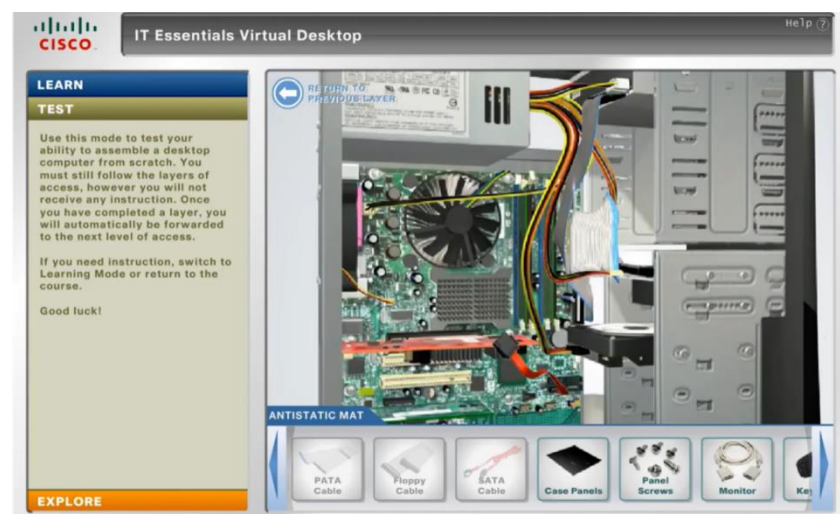 CISCO
IT Essentials Virtual Desktop
Help ?
LEARN
TEST
Use this mode to test your
ability to assemble a desktop
computer from scratch. You
must still follow the layers of
access, however you will not
receive any instruction. Once
you have completed a layer, you
will automatically be forwarded
to the next level of access.
If you need instruction, switch to
Learning Mode or return to the
course.
Good luck!
EXPLORE
RETURN TO
PREVIOUS LAYER
ANTISTATIC MAT
PATA
Cable
Floppy
Cable
SATA
Cable
Case Panels
Panel
Screws
Monitor
Key